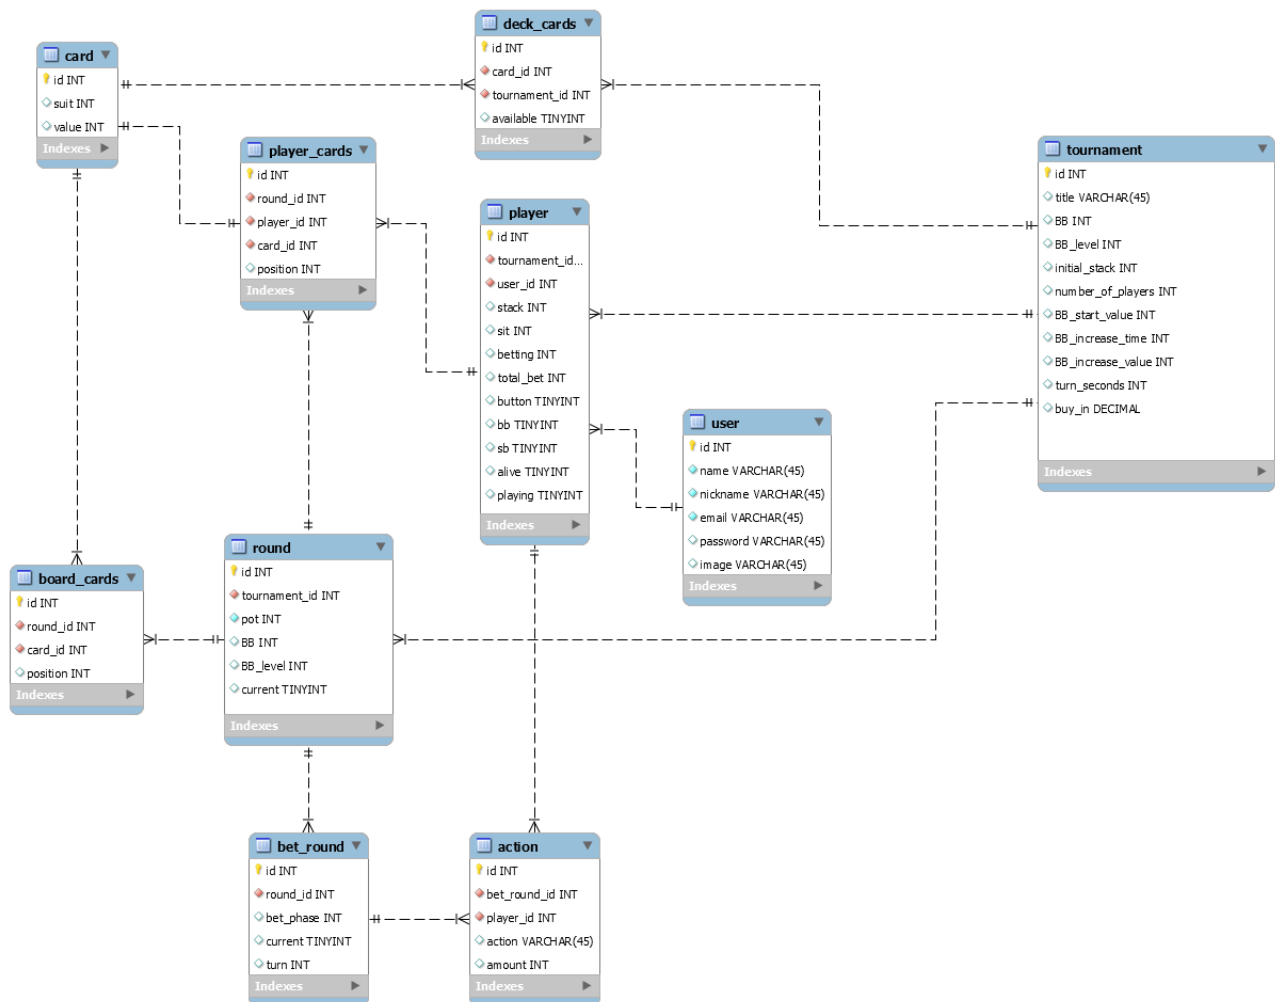 deck_cards
id INT
card_id INT
tournament_id INT
available TINYINT
Indexes
card
id INT
suit INT
value INT
Indexes
player_cards
id INT
round_id INT
player_id INT
card_id INT
position INT
Indexes
tournament
id INT
title VARCHAR(45)
BB INT
BB_level INT
initial_stack INT
number_of_players INT
BB_start_value INT
BB_increase_time INT
BB_increase_value INT
turn_seconds INT
buy_in DECIMAL
Indexes
player
id INT
tournament_id...
user_id INT
stack INT
sit INT
betting INT
total_bet INT
button TINYINT
bb TINYINT
sb TINYINT
alive TINYINT
playing TINYINT
Indexes
user
id INT
name VARCHAR(45)
nickname VARCHAR(45)
email VARCHAR(45)
password VARCHAR(45)
image VARCHAR(45)
Indexes
round
id INT
tournament_id INT
pot INT
BB INT
BB_level INT
current TINYINT
Indexes
board_cards
id INT
round_id INT
card_id INT
position INT
Indexes
bet_round
id INT
round_id INT
bet_phase INT
current TINYINT
turn INT
Indexes
action
id INT
bet_round_id INT
player_id INT
action VARCHAR(45)
amount INT
Indexes